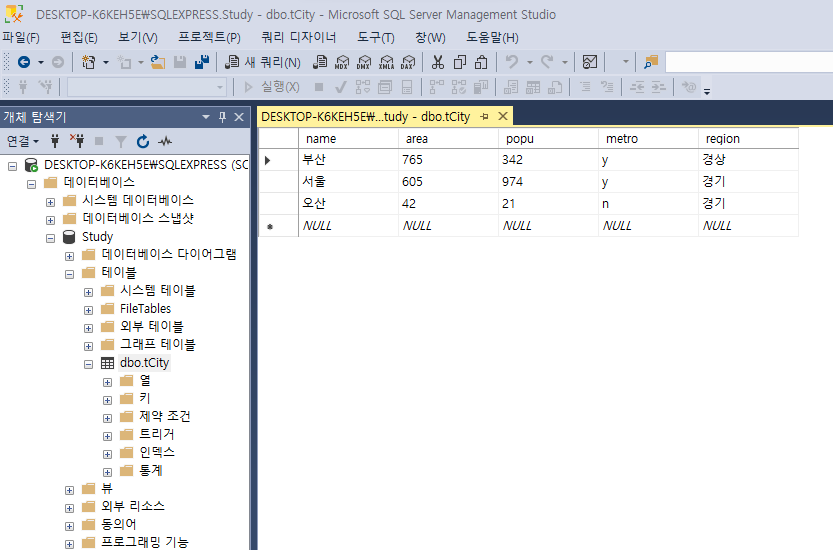 DESKTOP-K6KEH5E₩SQLEXPRESS.Study - dbo.tCity - Microsoft SQL Server Management Studio
파일(F) 편집(E) 보기(V) 프로젝트(P) 쿼리 디자이너 도구(T) 창(W) 도움말(H)
새 쿼리(N) MDX DMX XMLA DAX
실행(X)
개체 탐색기
연결
DESKTOP-K6KEH5E₩SQLEXPRESS (SC
데이터베이스
시스템 데이터베이스
데이터베이스 스냅샷
Study
데이터베이스 다이어그램
테이블
시스템 테이블
FileTables
외부 테이블
그래프 테이블
dbo.tCity
열
키
제약 조건
트리거
인덱스
통계
뷰
외부 리소스
동의어
프로그래밍 기능
DESKTOP-K6KEH5E₩...tudy - dbo.tCity
name area popu metro region
부산 765 342 y 경상
서울 605 974 y 경기
오산 42 21 n 경기
NULL NULL NULL NULL NULL